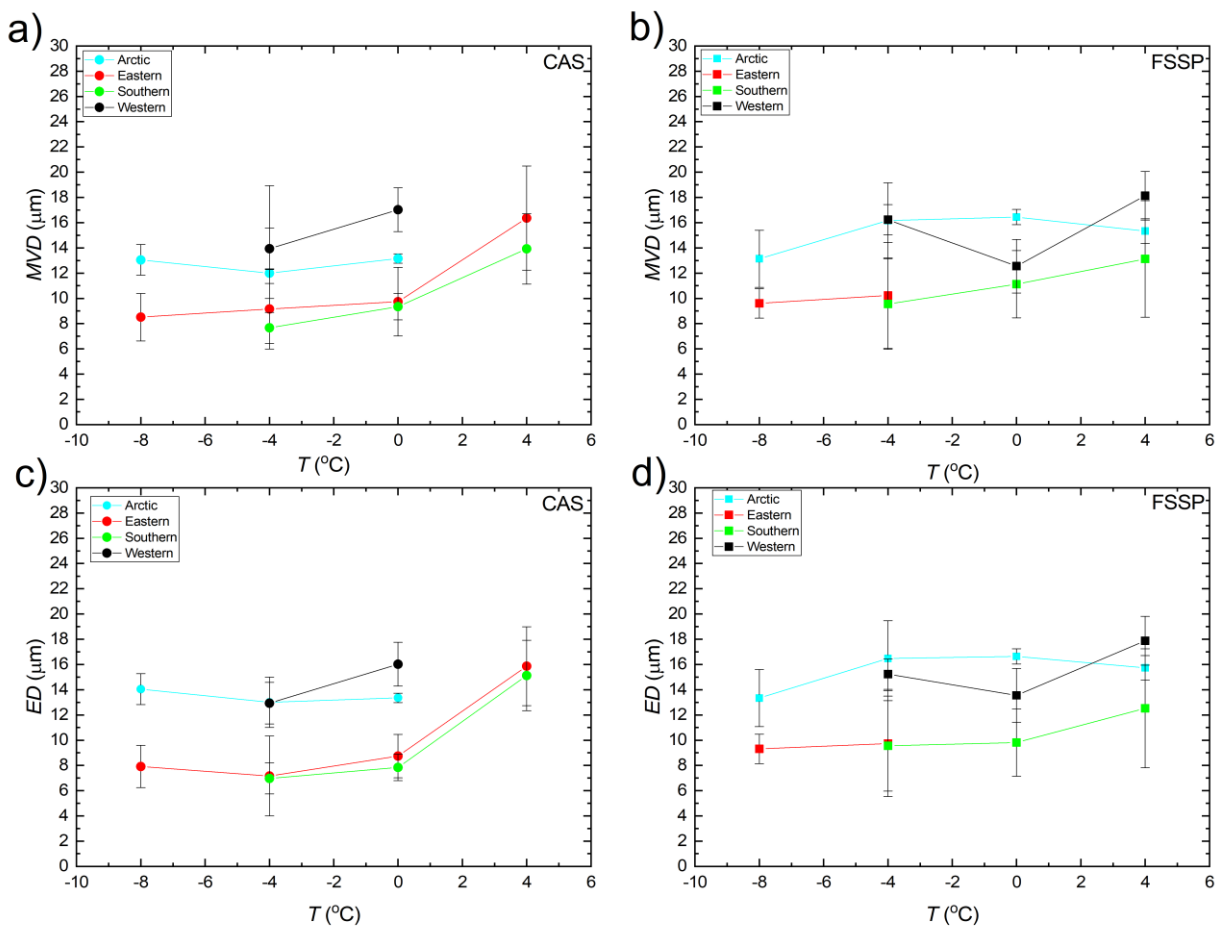 a)
30
28
26
24
22
20
18
16
14
12
10
8
6
4
2
0
MVD (μm)
Arctic
Eastern
Southern
Western
CAS
-10 -8 -6 -4 -2 0 2 4 6
T (°C)
b)
30
28
26
24
22
20
18
16
14
12
10
8
6
4
2
0
MVD (μm)
Arctic
Eastern
Southern
Western
FSSP
-10 -8 -6 -4 -2 0 2 4 6
T (°C)
c)
30
28
26
24
22
20
18
16
14
12
10
8
6
4
2
0
ED (μm)
Arctic
Eastern
Southern
Western
CAS
-10 -8 -6 -4 -2 0 2 4 6
T (°C)
d)
30
28
26
24
22
20
18
16
14
12
10
8
6
4
2
0
ED (μm)
Arctic
Eastern
Southern
Western
FSSP
-10 -8 -6 -4 -2 0 2 4 6
T (°C)